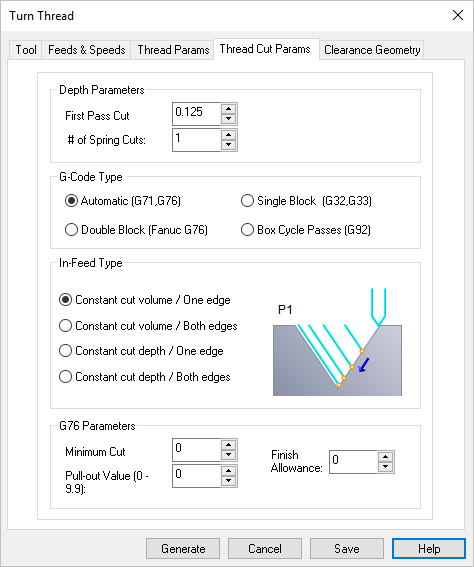 Turn Thread
Tool Feeds & Speeds Thread Params Thread Cut Params Clearance Geometry
Depth Parameters
First Pass Cut 0.125
# of Spring Cuts: 1
G-Code Type
Automatic (G71,G76) Single Block (G32,G33)
Double Block (Fanuc G76) Box Cycle Passes (G92)
In-Feed Type
Constant cut volume / One edge
Constant cut volume / Both edges
Constant cut depth / One edge
Constant cut depth / Both edges
P1
G76 Parameters
Minimum Cut 0
Pull-out Value (0 -
9.9): 0
Finish
Allowance: 0
Generate Cancel Save Help